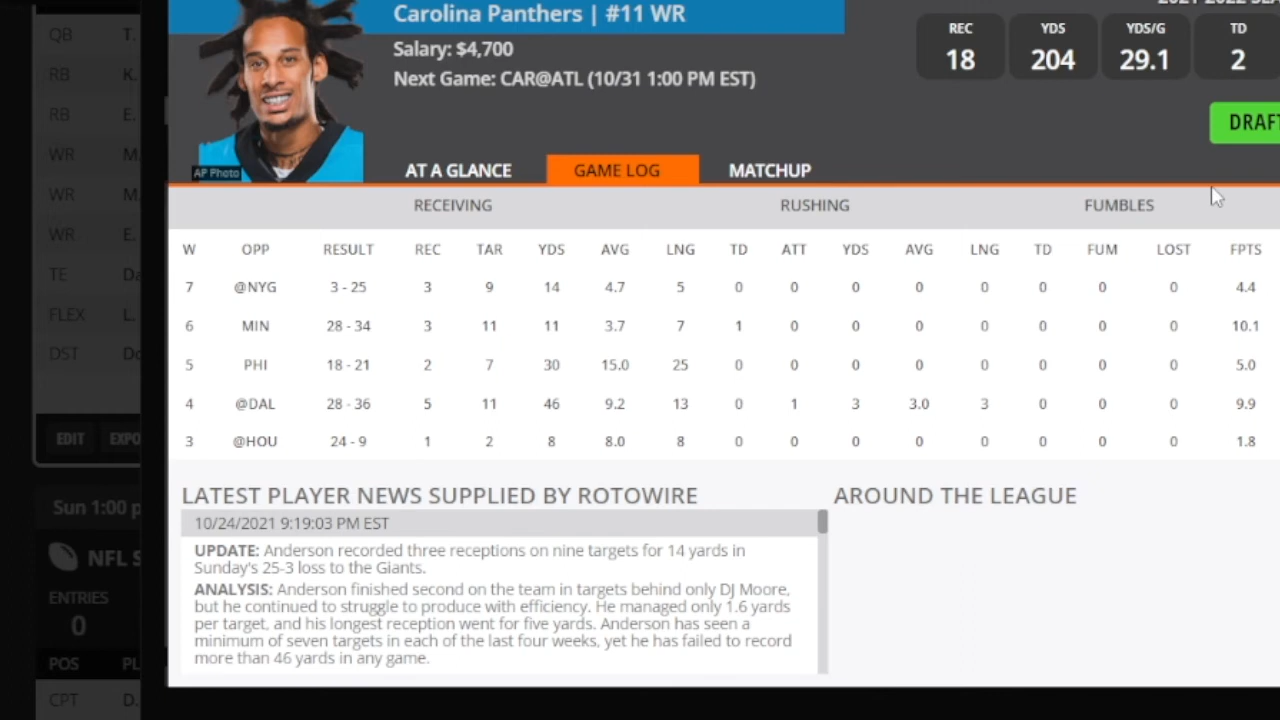 Carolina Panthers | #11 WR
Salary: $4,700
Next Game: CAR@ATL (10/31 1:00 PM EST)
REC YDS YDS/G TD
18 204 29.1 2
AP Photo
AT A GLANCE GAME LOG MATCHUP
RECEIVING RUSHING FUMBLES
W OPP RESULT REC TAR YDS AVG LNG TD ATT YDS AVG LNG TD FUM LOST FPTS
7 @NYG 3 - 25 3 9 14 4.7 5 0 0 0 0 0 0 0 0 4.4
6 MIN 28 - 34 3 11 11 3.7 7 1 0 0 0 0 0 0 0 10.1
5 PHI 18 - 21 2 7 30 15.0 25 0 0 0 0 0 0 0 0 5.0
4 @DAL 28 - 36 5 11 46 9.2 13 0 1 3 3.0 3 0 0 0 9.9
3 @HOU 24 - 9 1 2 8 8.0 8 0 0 0 0 0 0 0 0 1.8
LATEST PLAYER NEWS SUPPLIED BY ROTOWIRE
10/24/2021 9:19:03 PM EST
UPDATE: Anderson recorded three receptions on nine targets for 14 yards in
Sunday's 25-3 loss to the Giants.
ANALYSIS: Anderson finished second on the team in targets behind only DJ Moore,
but he continued to struggle to produce with efficiency. He managed only 1.6 yards
per target, and his longest reception went for five yards. Anderson has seen a
minimum of seven targets in each of the last four weeks, yet he has failed to record
more than 46 yards in any game.
AROUND THE LEAGUE
QB T.
RB K.
RB E.
WR M.
WR M.
WR E.
TE Da
FLEX L.
DST
EDIT EXPO
Sun 1:00 p
NFL S
ENTRIES
0
POS PL
CPT D.